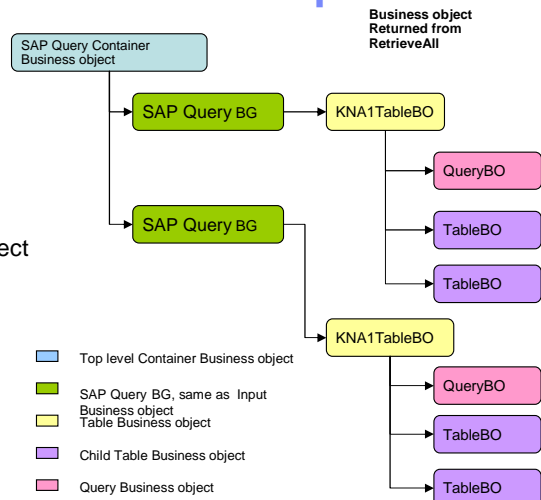 Business object
Returned from
RetrieveAll
SAP Query Container
Business object
SAP Query BG
KNA1TableBO
QueryBO
SAP Query BG
TableBO
ect
TableBO
KNA1TableBO
Top level Container Business object
SAP Query BG, same as Input
Business object
QueryBO
Table Business object
TableBO
Child Table Business object
Query Business object
TableBO